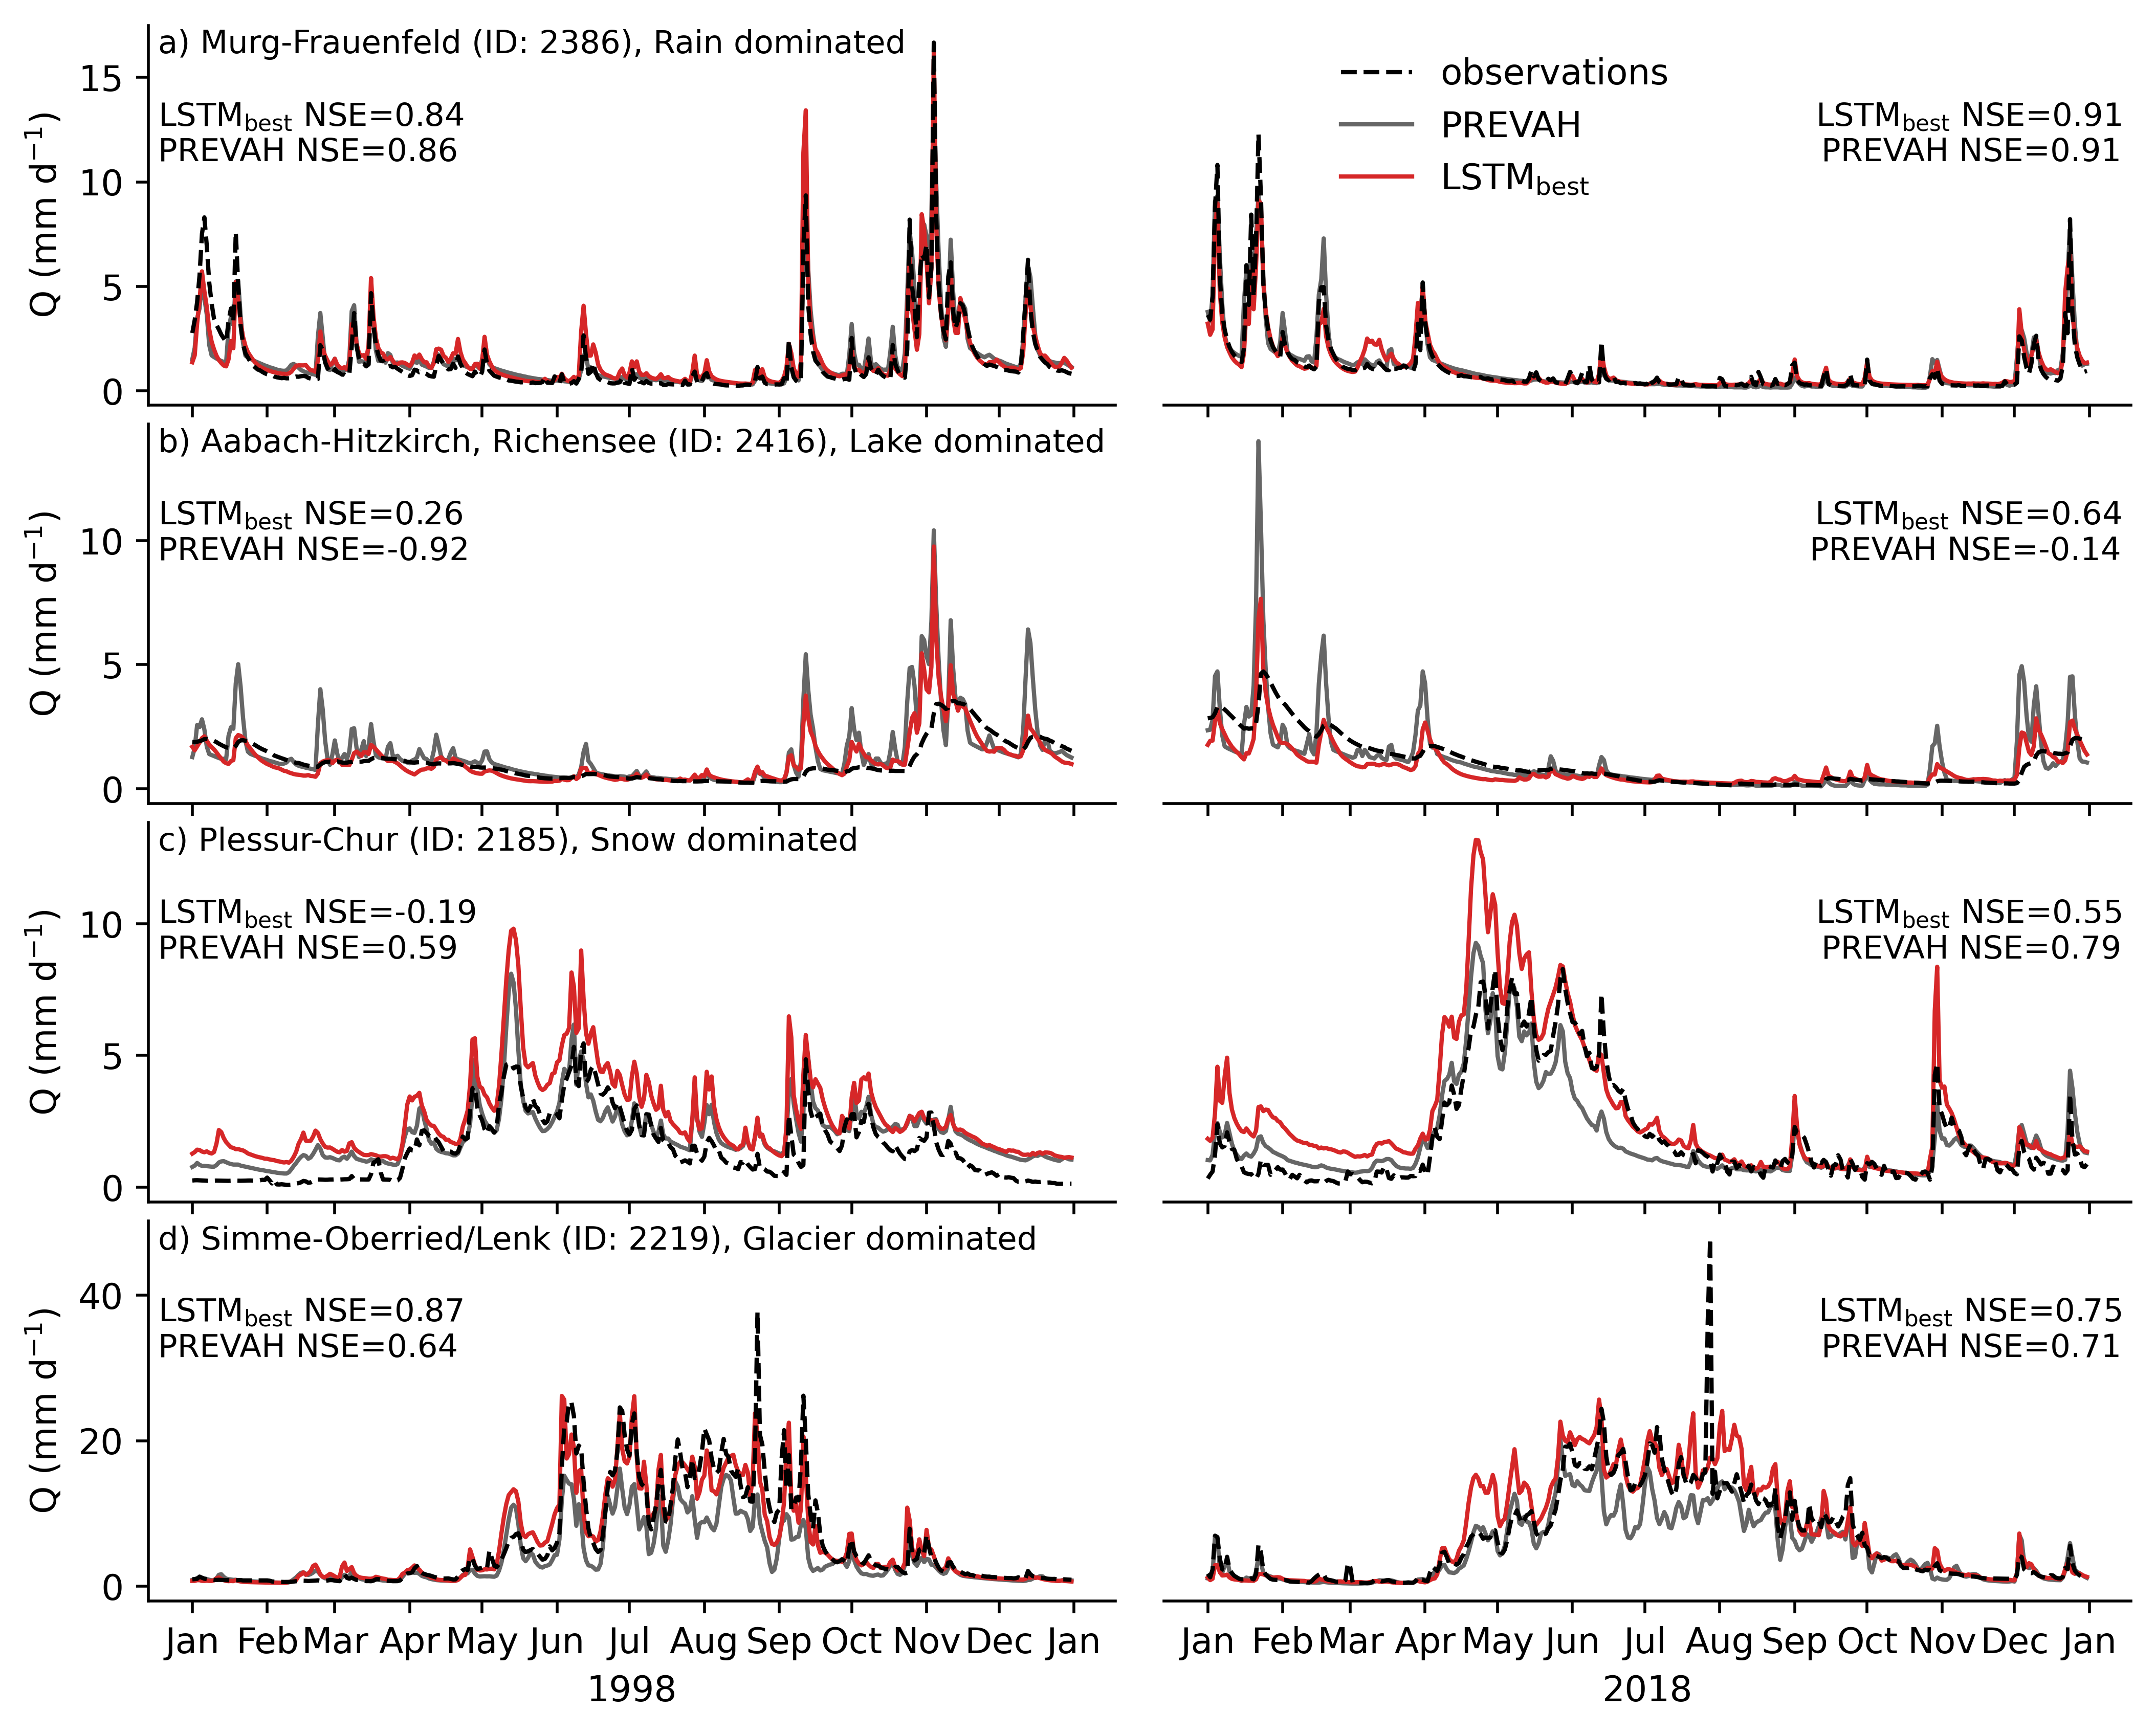 a) Murg-Frauenfeld (ID: 2386), Rain dominated
LSTM_best NSE=0.84
PREVAH NSE=0.86
15
10
5
0
Q (mm d⁻¹)
observations
PREVAH
LSTM_best
LSTM_best NSE=0.91
PREVAH NSE=0.91
b) Aabach-Hitzkirch, Richensee (ID: 2416), Lake dominated
LSTM_best NSE=0.26
PREVAH NSE=-0.92
10
5
0
Q (mm d⁻¹)
LSTM_best NSE=0.64
PREVAH NSE=-0.14
c) Plessur-Chur (ID: 2185), Snow dominated
LSTM_best NSE=-0.19
PREVAH NSE=0.59
10
5
0
Q (mm d⁻¹)
LSTM_best NSE=0.55
PREVAH NSE=0.79
d) Simme-Oberried/Lenk (ID: 2219), Glacier dominated
LSTM_best NSE=0.87
PREVAH NSE=0.64
40
20
0
Q (mm d⁻¹)
LSTM_best NSE=0.75
PREVAH NSE=0.71
Jan Feb Mar Apr May Jun Jul Aug Sep Oct Nov Dec Jan
1998
Jan Feb Mar Apr May Jun Jul Aug Sep Oct Nov Dec Jan
2018